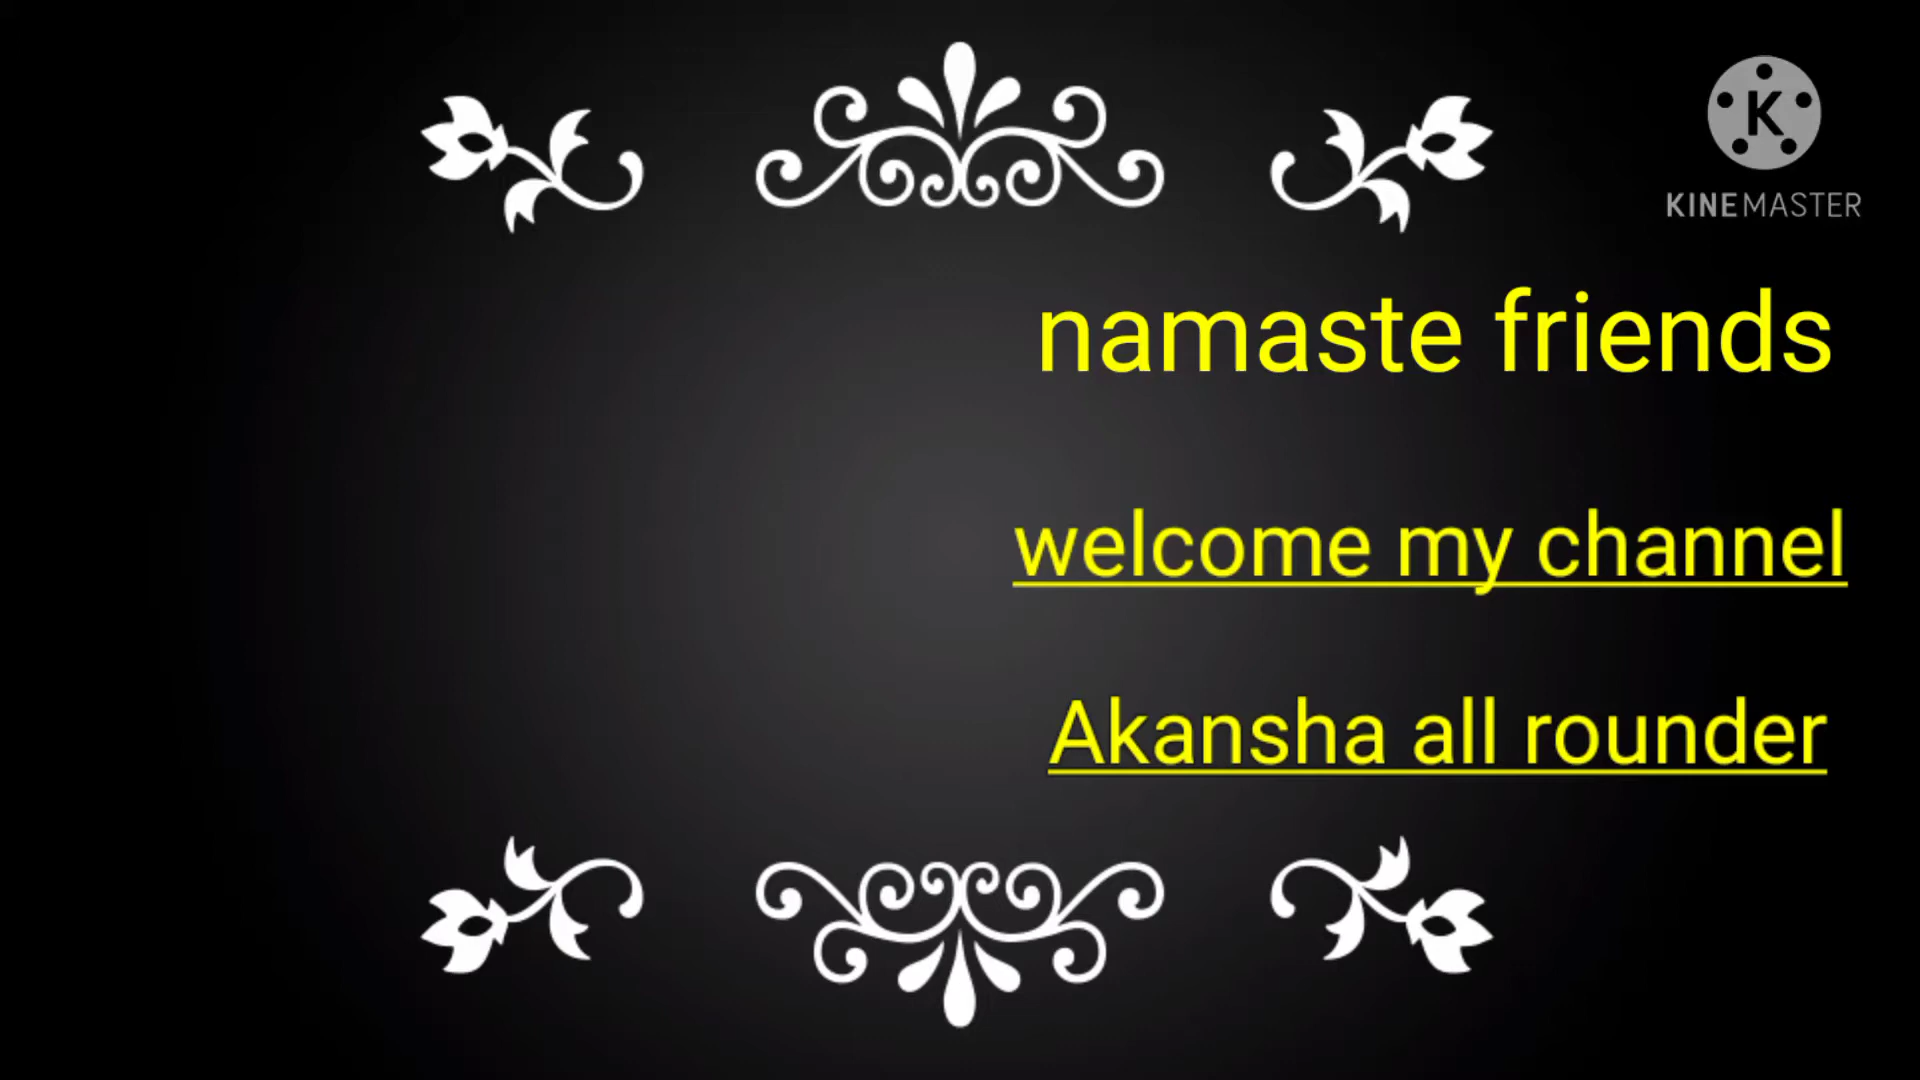 K
KINEMASTER
namaste friends
welcome my channel
Akansha all rounder